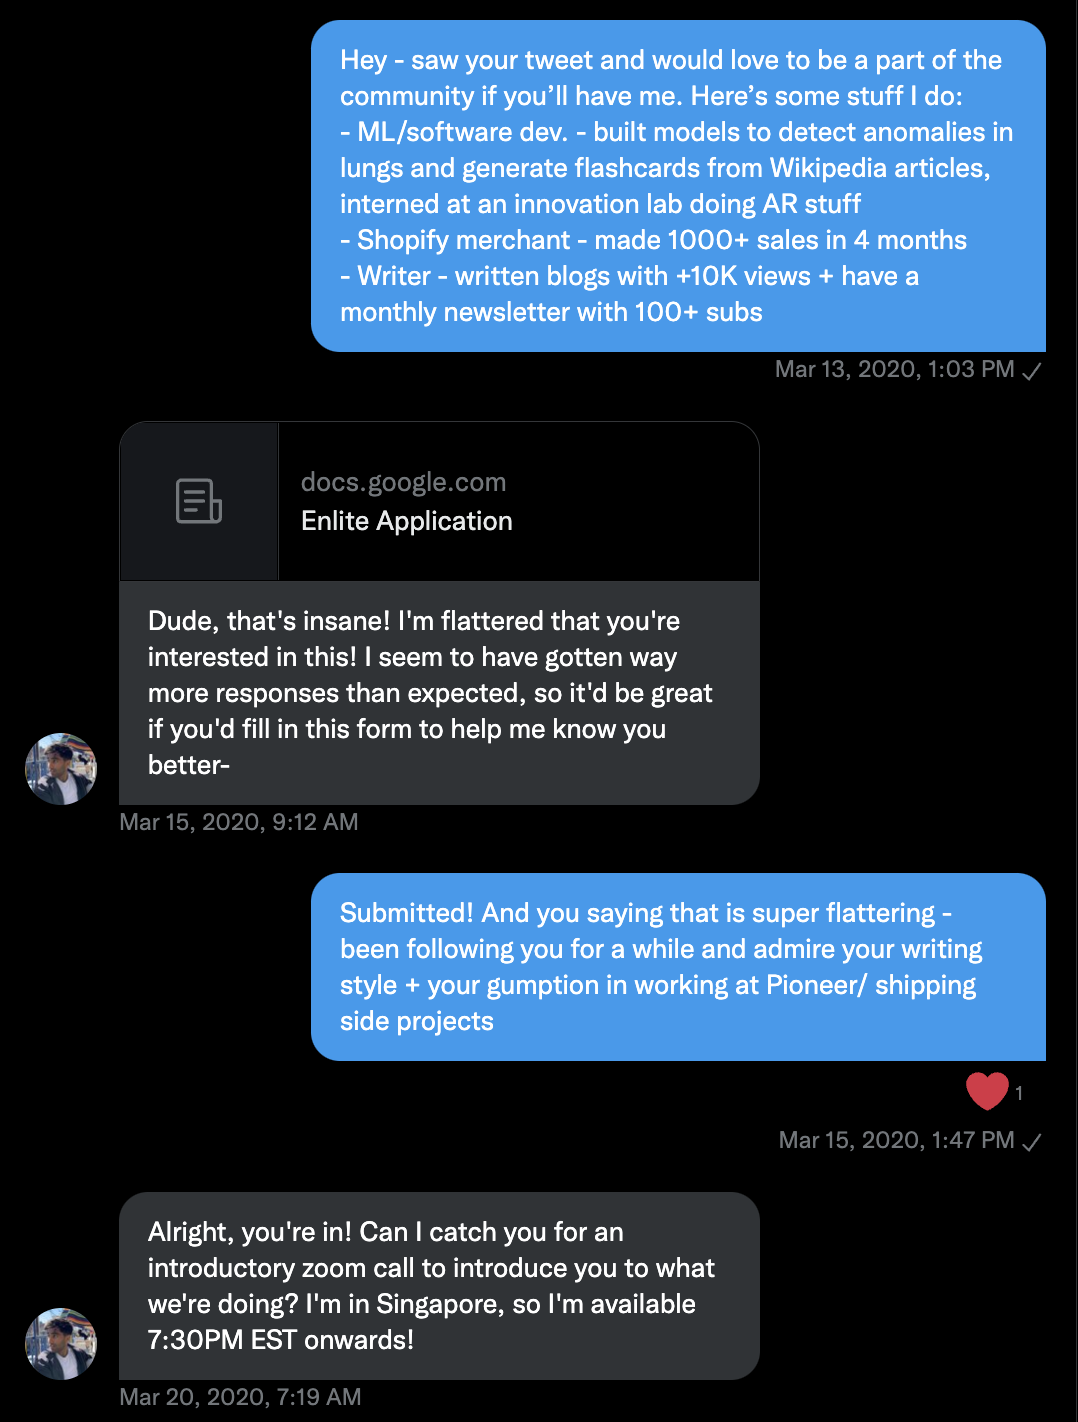 Hey - saw your tweet and would love to be a part of the
community if you’ll have me. Here’s some stuff I do:
- ML/software dev. - built models to detect anomalies in
lungs and generate flashcards from Wikipedia articles,
interned at an innovation lab doing AR stuff
- Shopify merchant - made 1000+ sales in 4 months
- Writer - written blogs with +10K views + have a
monthly newsletter with 100+ subs
Mar 13, 2020, 1:03 PM
docs.google.com
Enlite Application
Dude, that's insane! I'm flattered that you're
interested in this! I seem to have gotten way
more responses than expected, so it'd be great
if you'd fill in this form to help me know you
better-
Mar 15, 2020, 9:12 AM
Submitted! And you saying that is super flattering -
been following you for a while and admire your writing
style + your gumption in working at Pioneer/ shipping
side projects
1
Mar 15, 2020, 1:47 PM
Alright, you're in! Can I catch you for an
introductory zoom call to introduce you to what
we're doing? I'm in Singapore, so I'm available
7:30PM EST onwards!
Mar 20, 2020, 7:19 AM